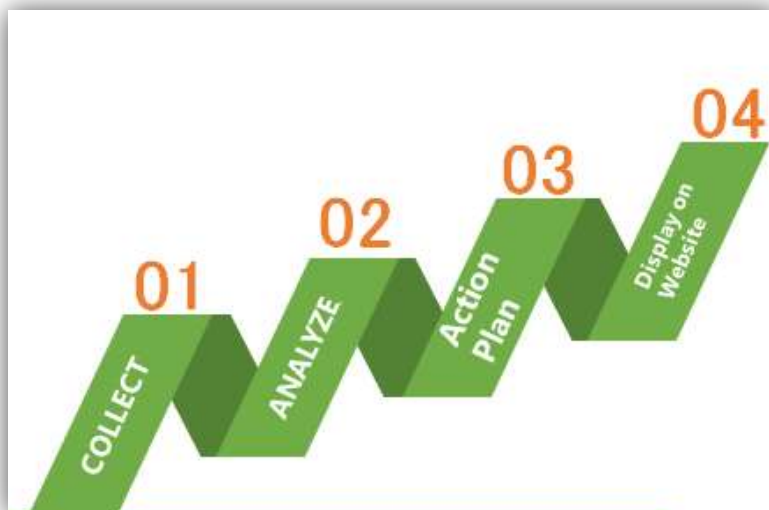 01
COLLECT
02
ANALYZE
03
Action
Plan
04
Display on
Website